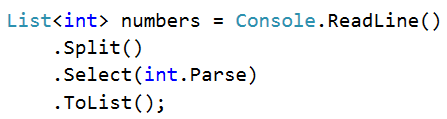 List<int> numbers = Console.ReadLine()
    .Split()
    .Select(int.Parse)
    .ToList();